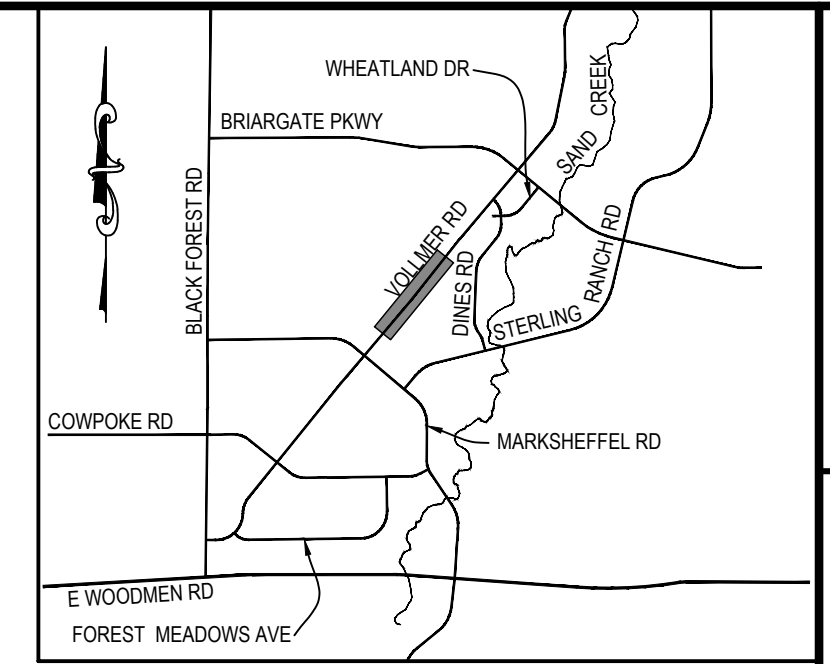 WHEATLAND DR
SAND CREEK
BRIARGATE PKWY
BLACK FOREST RD
VOLLMER RD
DINES RD
STERLING RANCH RD
COWPOKE RD
MARKSHEFFEL RD
E WOODMEN RD
FOREST MEADOWS AVE